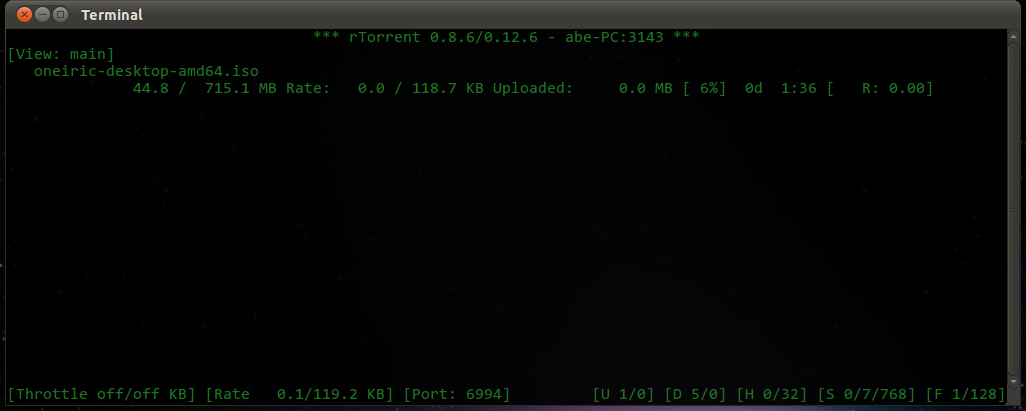 Terminal
*** rTorrent 0.8.6/0.12.6 - abe-PC:3143 ***
[View: main]
oneiric-desktop-amd64.iso
44.8 / 715.1 MB Rate: 0.0 / 118.7 KB Uploaded: 0.0 MB [ 6%] 0d 1:36 [ R: 0.00]
[Throttle off/off KB] [Rate 0.1/119.2 KB] [Port: 6994] [U 1/0] [D 5/0] [H 0/32] [S 0/7/768] [F 1/128]